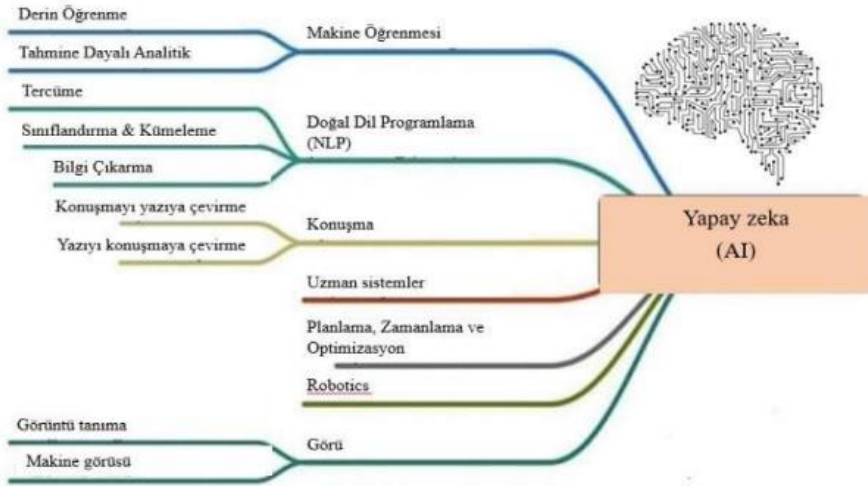 Derin Öğrenme
Tahmine Dayalı Analitik
Makine Öğrenmesi
Tercüme
Sınıflandırma & Kümeleme
Bilgi Çıkarma
Doğal Dil Programlama
(NLP)
Konuşmayı yazıya çevirme
Yazıyı konuşmaya çevirme
Konuşma
Uzman sistemler
Planlama, Zamanlama ve
Optimizasyon
Robotics
Görüntü tanıma
Makine görüsü
Görü
Yapay zeka
(AI)